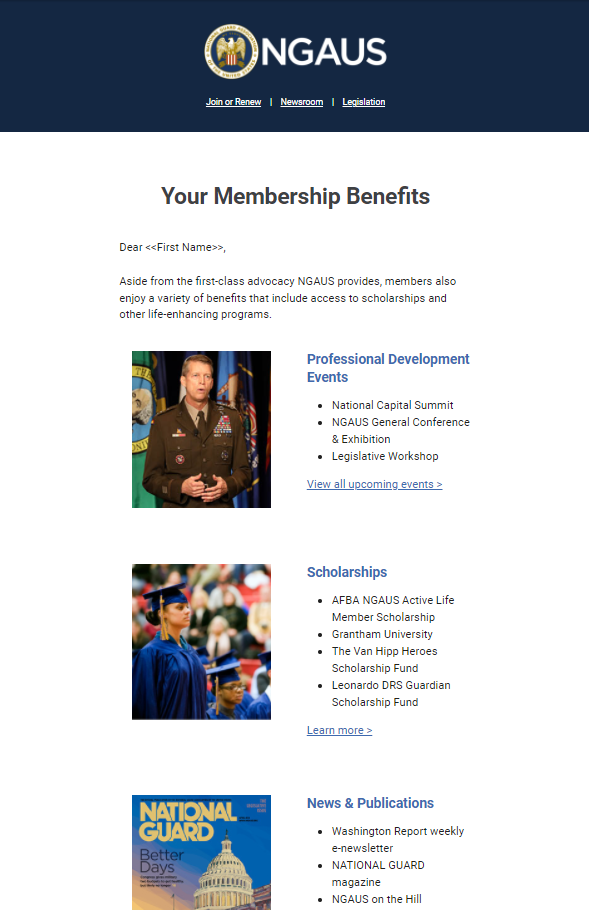 NGAUS
Join or Renew | Newsroom | Legislation
Your Membership Benefits
Dear <<First Name>>,
Aside from the first-class advocacy NGAUS provides, members also
enjoy a variety of benefits that include access to scholarships and
other life-enhancing programs.
Professional Development
Events
• National Capital Summit
• NGAUS General Conference
& Exhibition
• Legislative Workshop
View all upcoming events >
Scholarships
• AFBA NGAUS Active Life
Member Scholarship
• Grantham University
• The Van Hipp Heroes
Scholarship Fund
• Leonardo DRS Guardian
Scholarship Fund
Learn more >
NATIONAL
GUARD
Better
Days
News & Publications
• Washington Report weekly
e-newsletter
• NATIONAL GUARD
magazine
• NGAUS on the Hill